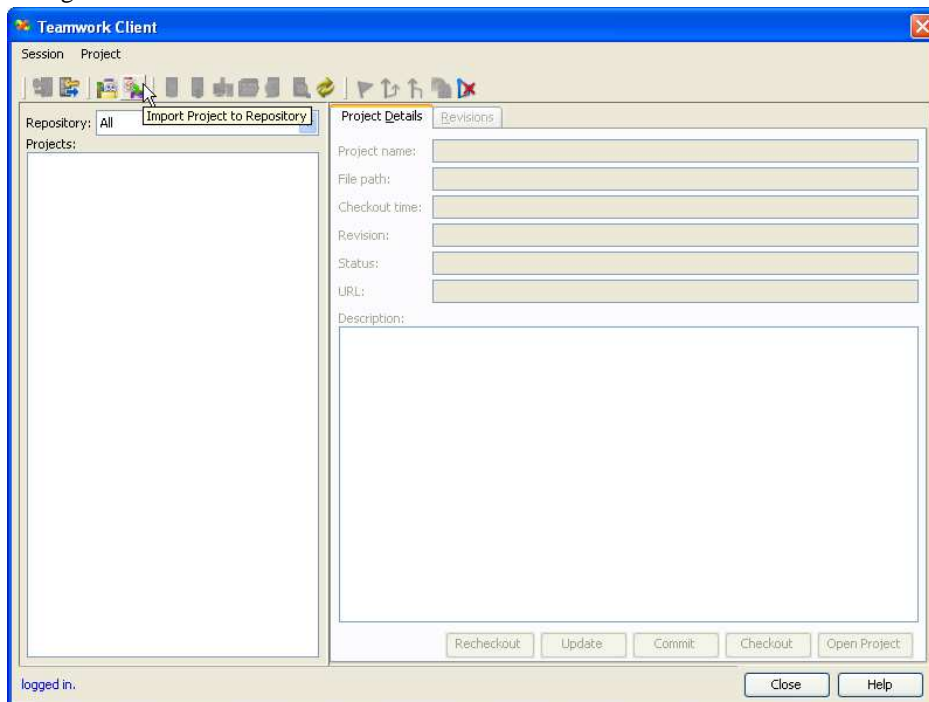 Teamwork Client
Session Project
Repository: All
Import Project to Repository
Projects:
Project Details Revisions
Project name:
File path:
Checkout time:
Revision:
Status:
URL:
Description:
Recheckout Update Commit Checkout Open Project
logged in.
Close Help